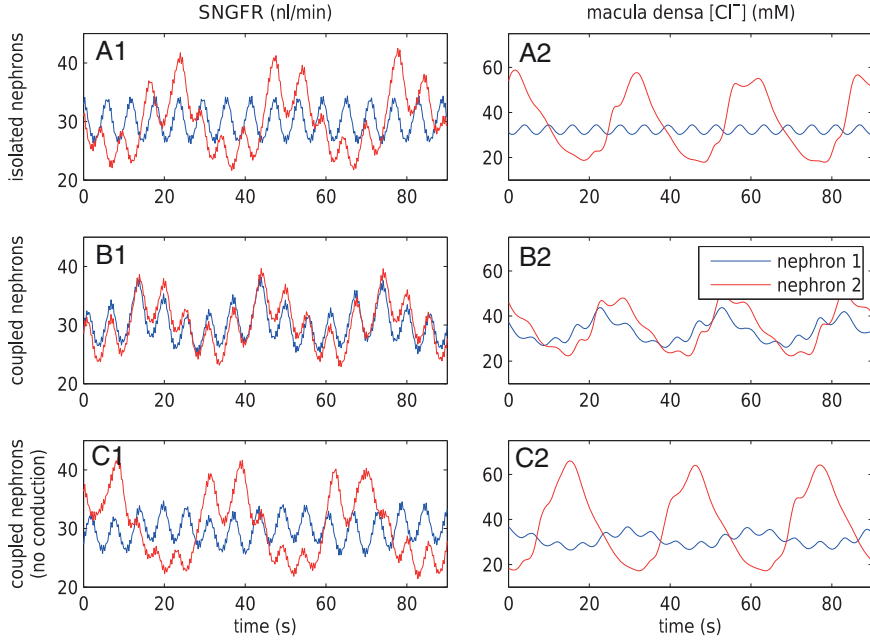 SNGFR (nl/min)
macula densa [Cl⁻] (mM)
isolated nephrons
A1
40
30
20
0 20 40 60 80
A2
60
40
20
0 20 40 60 80
coupled nephrons
B1
40
30
20
0 20 40 60 80
B2
nephron 1
nephron 2
60
40
20
0 20 40 60 80
coupled nephrons
(no conduction)
C1
40
30
20
0 20 40 60 80
time (s)
C2
60
40
20
0 20 40 60 80
time (s)